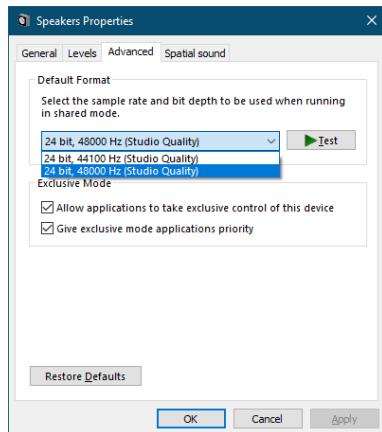 Speakers Properties
General Levels Advanced Spatial sound
Default Format
Select the sample rate and bit depth to be used when running
in shared mode.
24 bit, 48000 Hz (Studio Quality)
Test
24 bit, 44100 Hz (Studio Quality)
24 bit, 48000 Hz (Studio Quality)
Exclusive Mode
Allow applications to take exclusive control of this device
Give exclusive mode applications priority
Restore Defaults
OK Cancel Apply